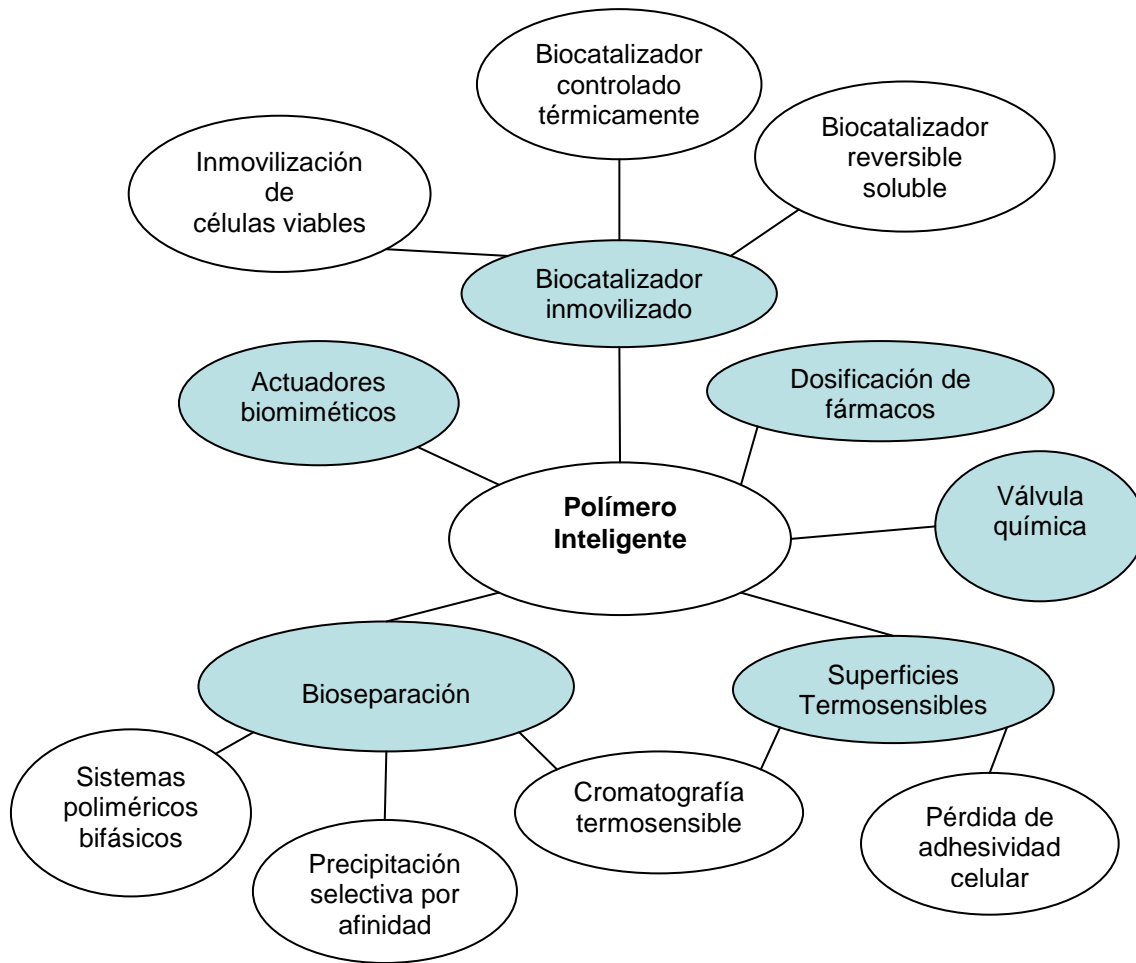 Biocatalizador
controlado
térmicamente
Biocatalizador
reversible
soluble
Inmovilización
de
células viables
Biocatalizador
inmovilizado
Actuadores
biomiméticos
Dosificación de
fármacos
Polímero
Inteligente
Válvula
química
Bioseparación
Superficies
Termosensibles
Sistemas
poliméricos
bifásicos
Cromatografía
termosensible
Precipitación
selectiva por
afinidad
Pérdida de
adhesividad
celular